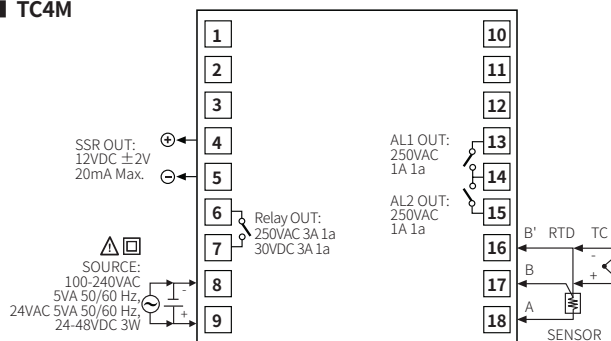 TC4M
1
2
3
4
5
6
7
8
9
10
11
12
13
14
15
16
17
18
SSR OUT:
12VDC ±2V
20mA Max.
Relay OUT:
250VAC 3A 1a
30VDC 3A 1a
SOURCE:
100-240VAC
5VA 50/60 Hz,
24VAC 5VA 50/60 Hz,
24-48VDC 3W
-
+
AL1 OUT:
250VAC
1A 1a
AL2 OUT:
250VAC
1A 1a
B' RTD TC
-
+
B
A
SENSOR